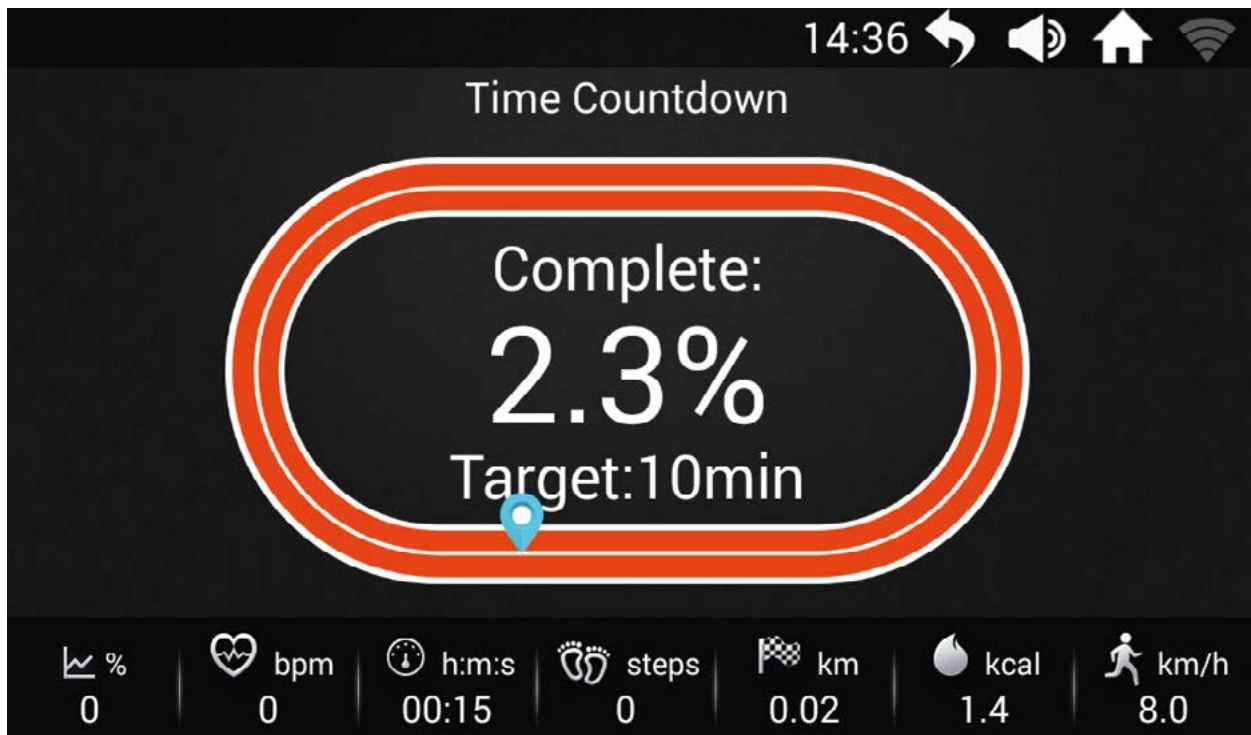 14:36
Time Countdown
Complete:
2.3%
Target:10min
% bpm h:m:s steps km kcal km/h
0 0 00:15 0 0.02 1.4 8.0